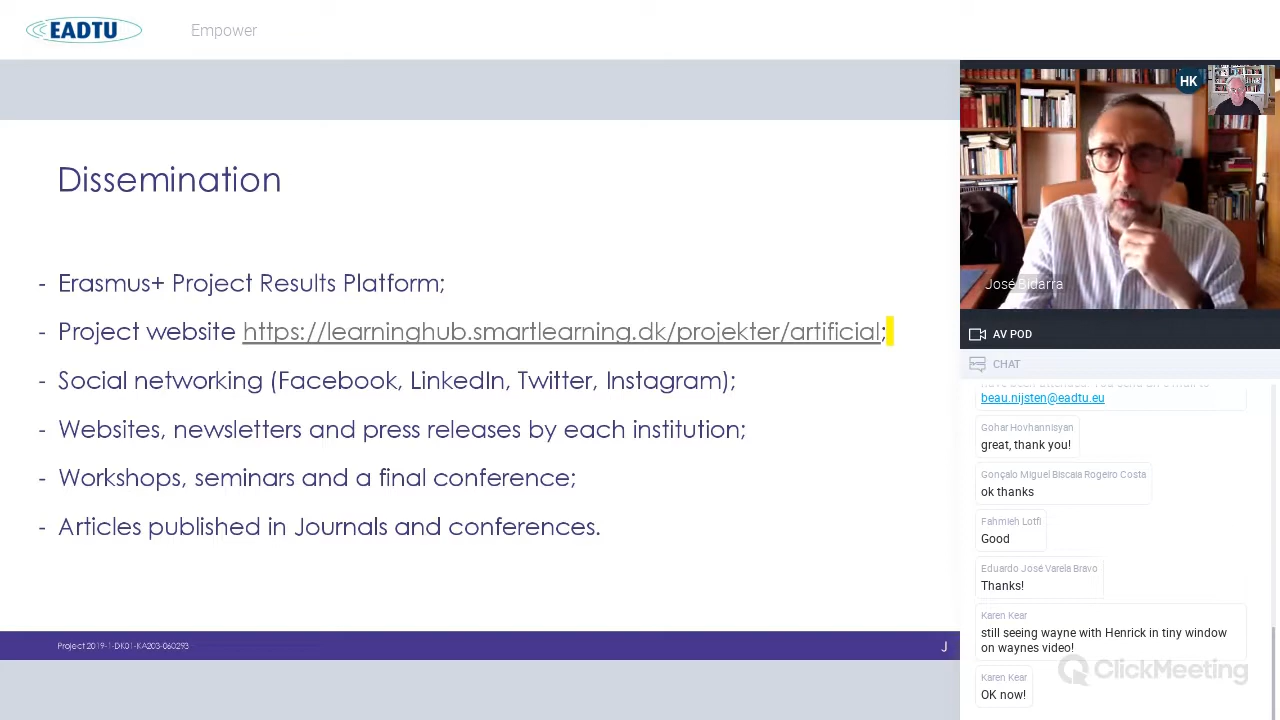 EADTU
Empower
Dissemination
- Erasmus+ Project Results Platform;
- Project website https://learninghub.smartlearning.dk/projekter/artificial;
- Social networking (Facebook, LinkedIn, Twitter, Instagram);
- Websites, newsletters and press releases by each institution;
- Workshops, seminars and a final conference;
- Articles published in Journals and conferences.
Project 2019-1-DK01-KA203-060293
J
HK
José Bidarra
AV POD
CHAT
beau.nijsten@eadtu.eu
Gohar Hovhannisyan
great, thank you!
Gonçalo Miguel Biscaia Rogeiro Costa
ok thanks
Fahmieh Lotfi
Good
Eduardo José Varela Bravo
Thanks!
Karen Kear
still seeing wayne with Henrick in tiny window
on waynes video!
ClickMeeting
Karen Kear
OK now!